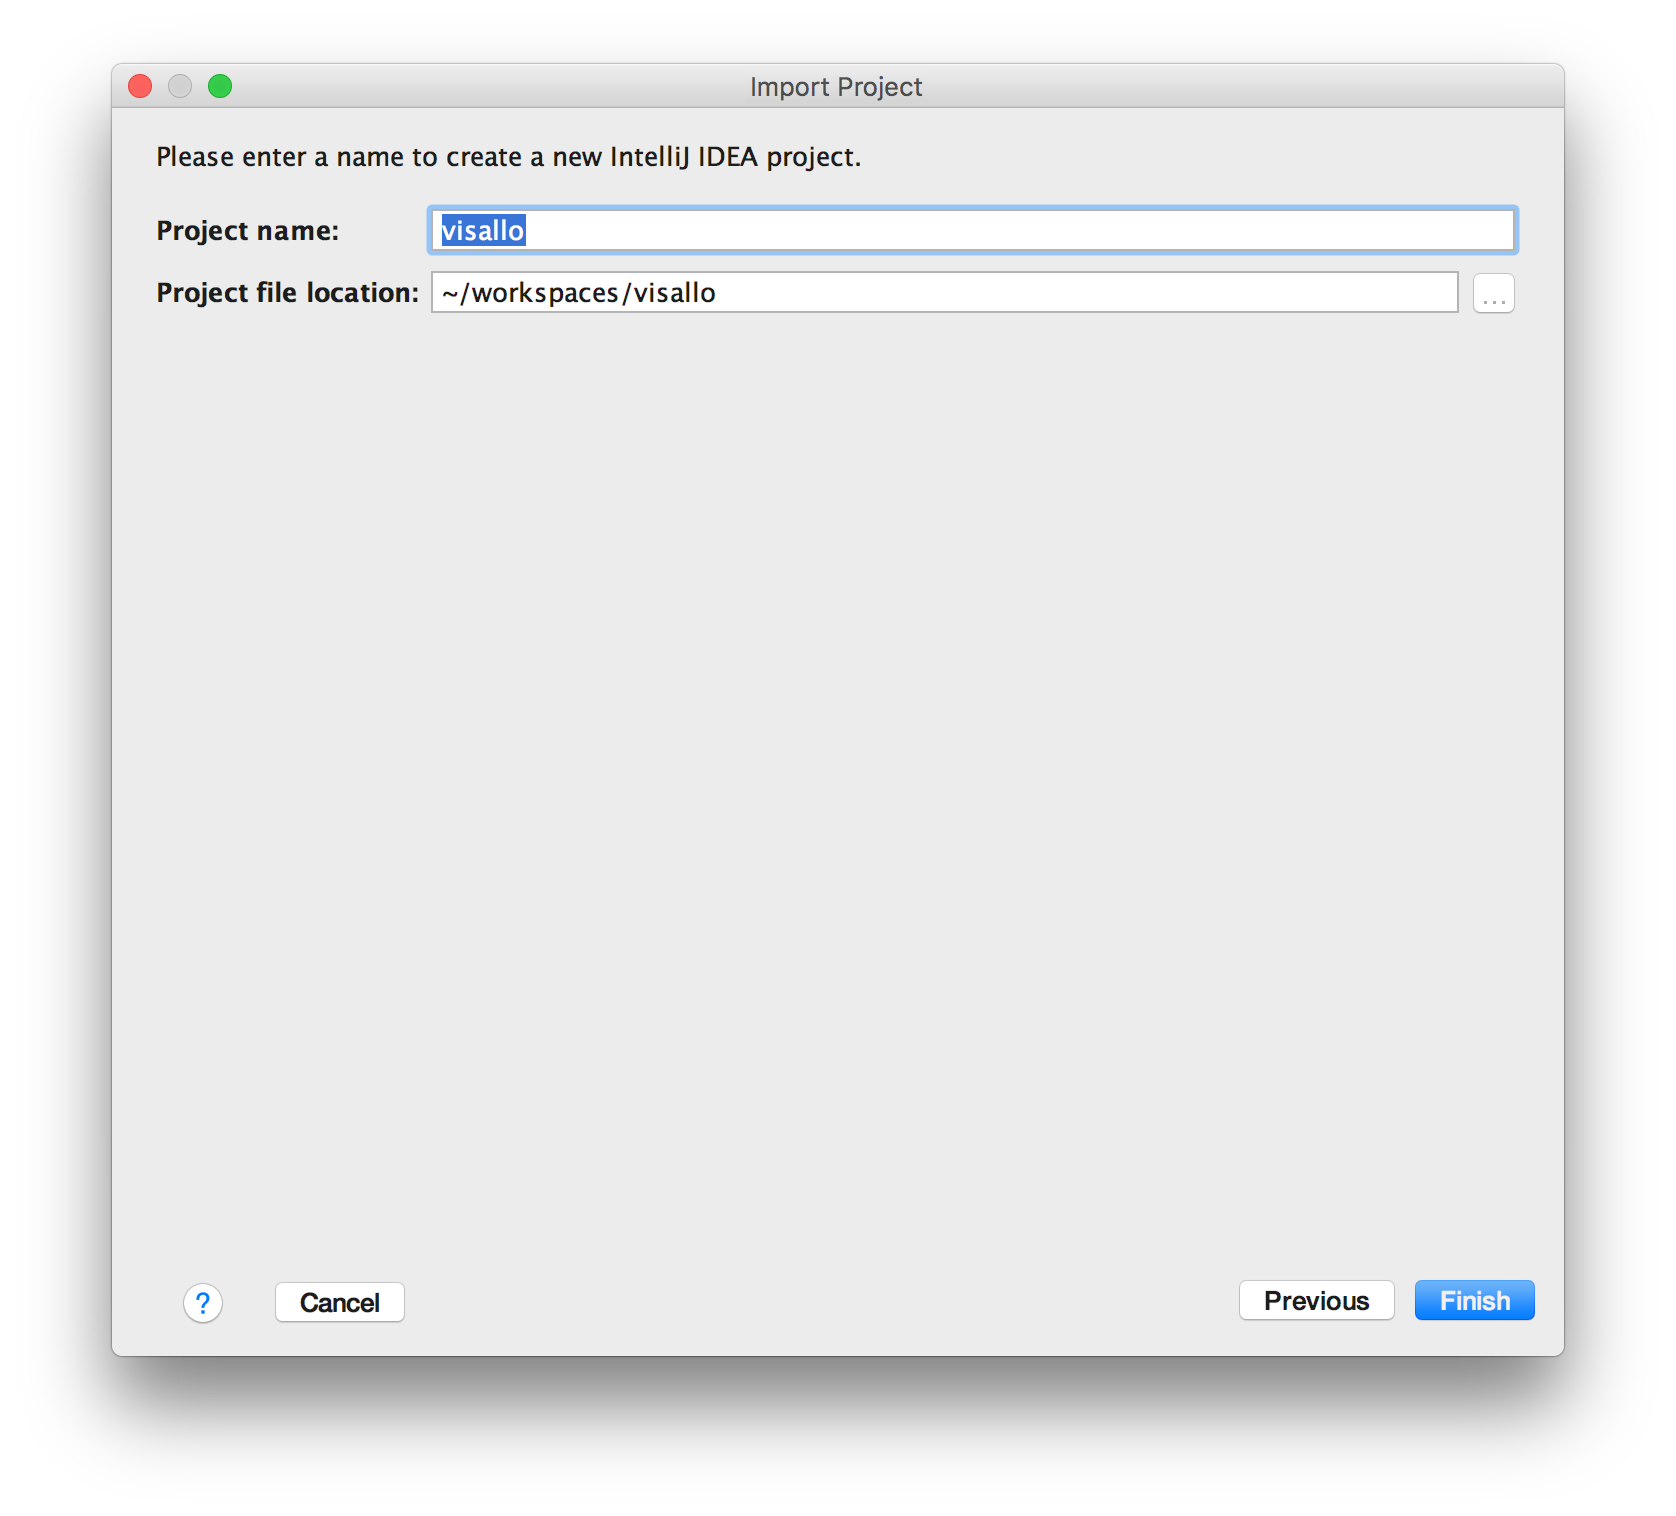 Import Project
Please enter a name to create a new IntelliJ IDEA project.
Project name: visallo
Project file location: ~/workspaces/visallo ...
? Cancel Previous Finish